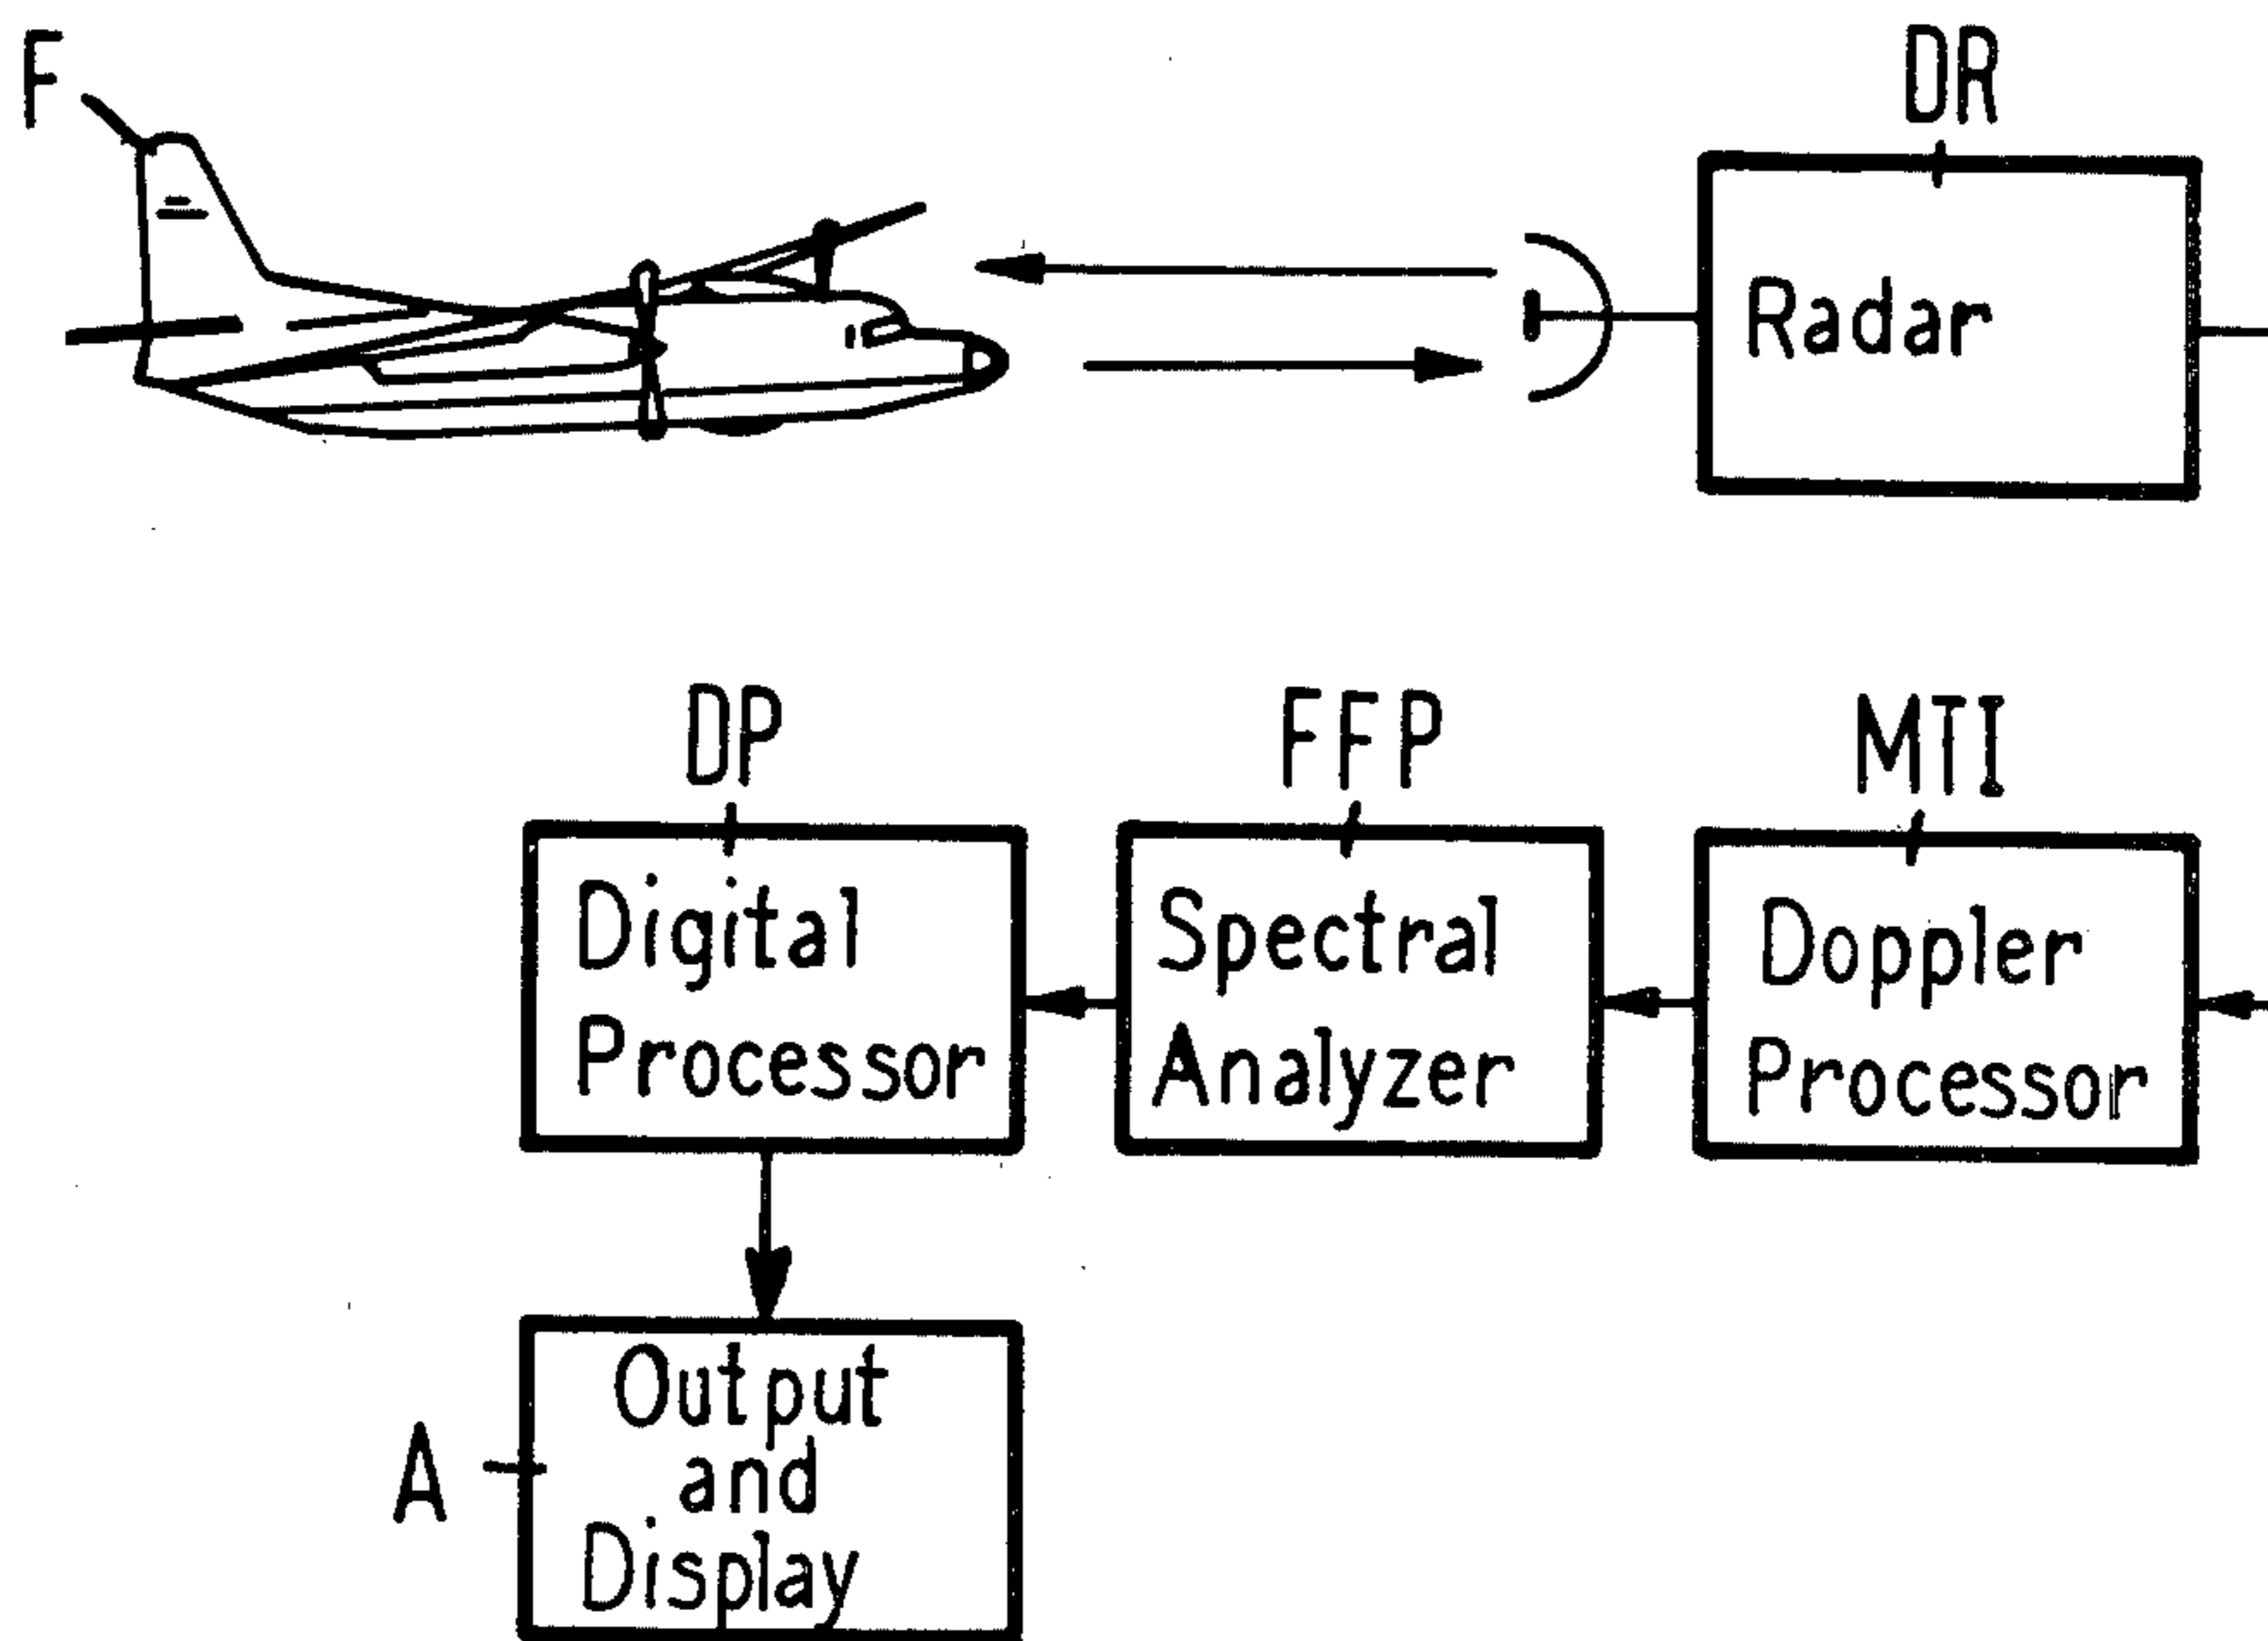 F
DR
Radar
DP
FFP
MTI
Digital
Processor
Spectral
Analyzer
Doppler
Processor
A
Output
and
Display